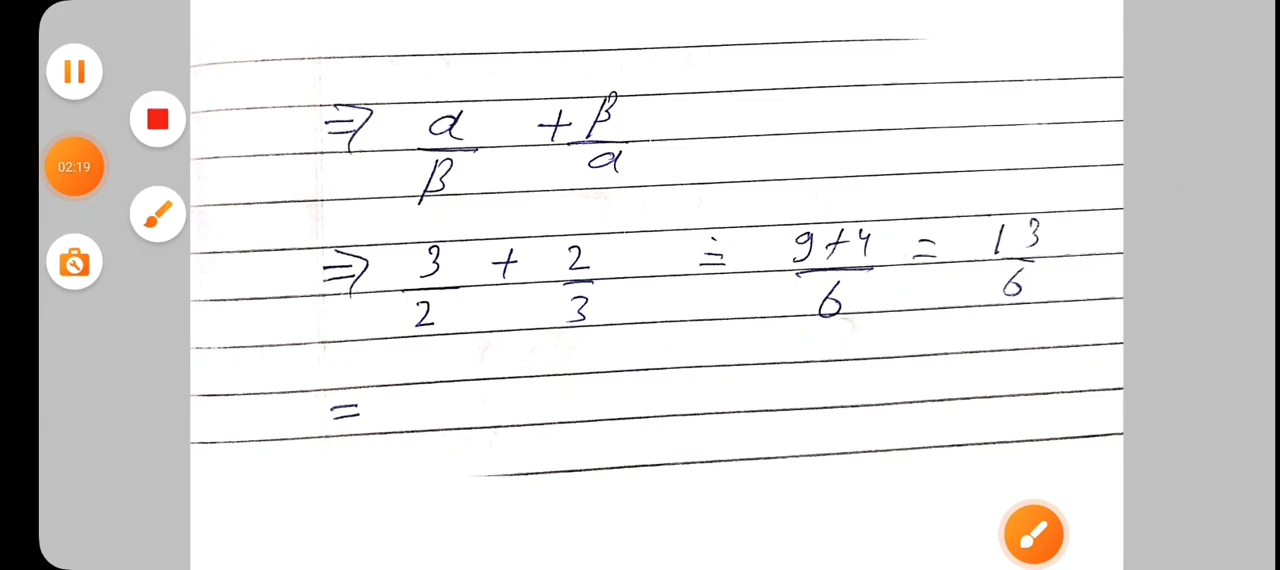 02:19
⇒ α/β + β/α
⇒ 3/2 + 2/3 = 9+4/6 = 13/6
=